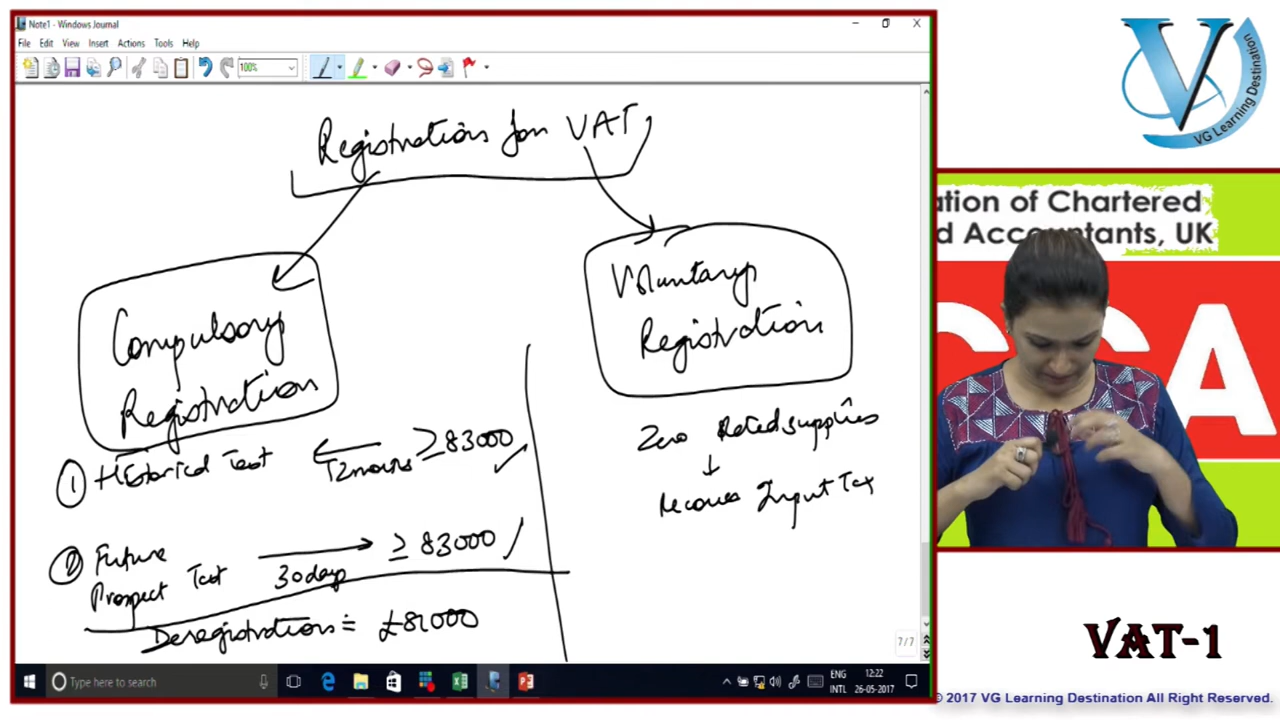 Note1 - Windows Journal
File Edit View Insert Actions Tools Help
100%
Registration for VAT
Compulsory
Registration
Voluntary
Registration
① Historical Test 12 months ≥83000 ✓
② Future
Prospect Test 30 days ≥ 83000 ✓
Deregistration = £81000
Zero Rated supplies
↓
Recover Input Tax
7/7
Type here to search
ENG
INTL
12:22
26-05-2017
V
VG Learning Destination
ation of Chartered
d Accountants, UK
CCA
VAT-1
© 2017 VG Learning Destination All Right Reserved.